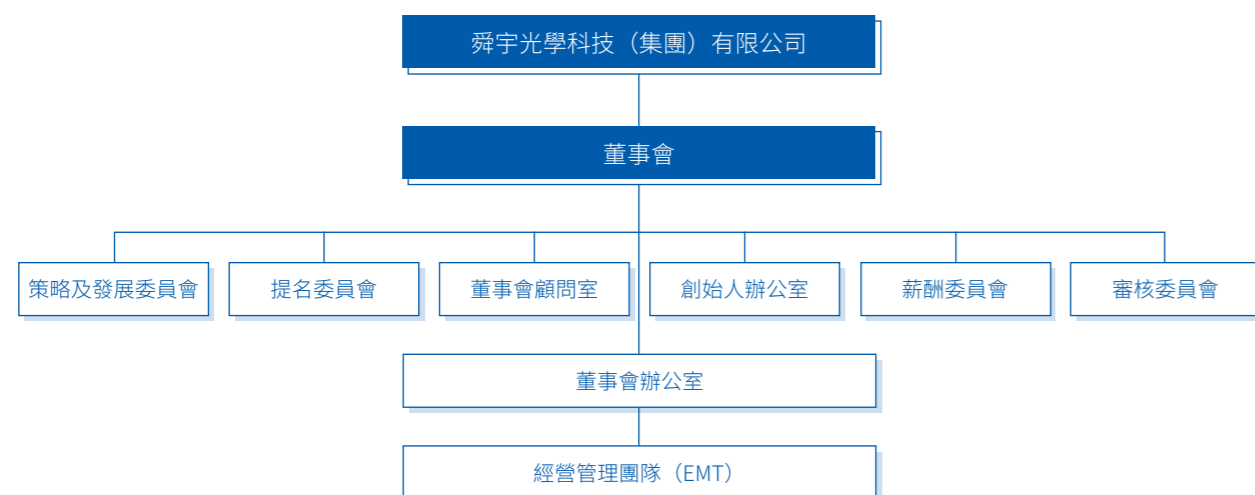 舜宇光學科技（集團）有限公司
董事會
策略及發展委員會
提名委員會
董事會顧問室
創始人辦公室
薪酬委員會
審核委員會
董事會辦公室
經營管理團隊（EMT）